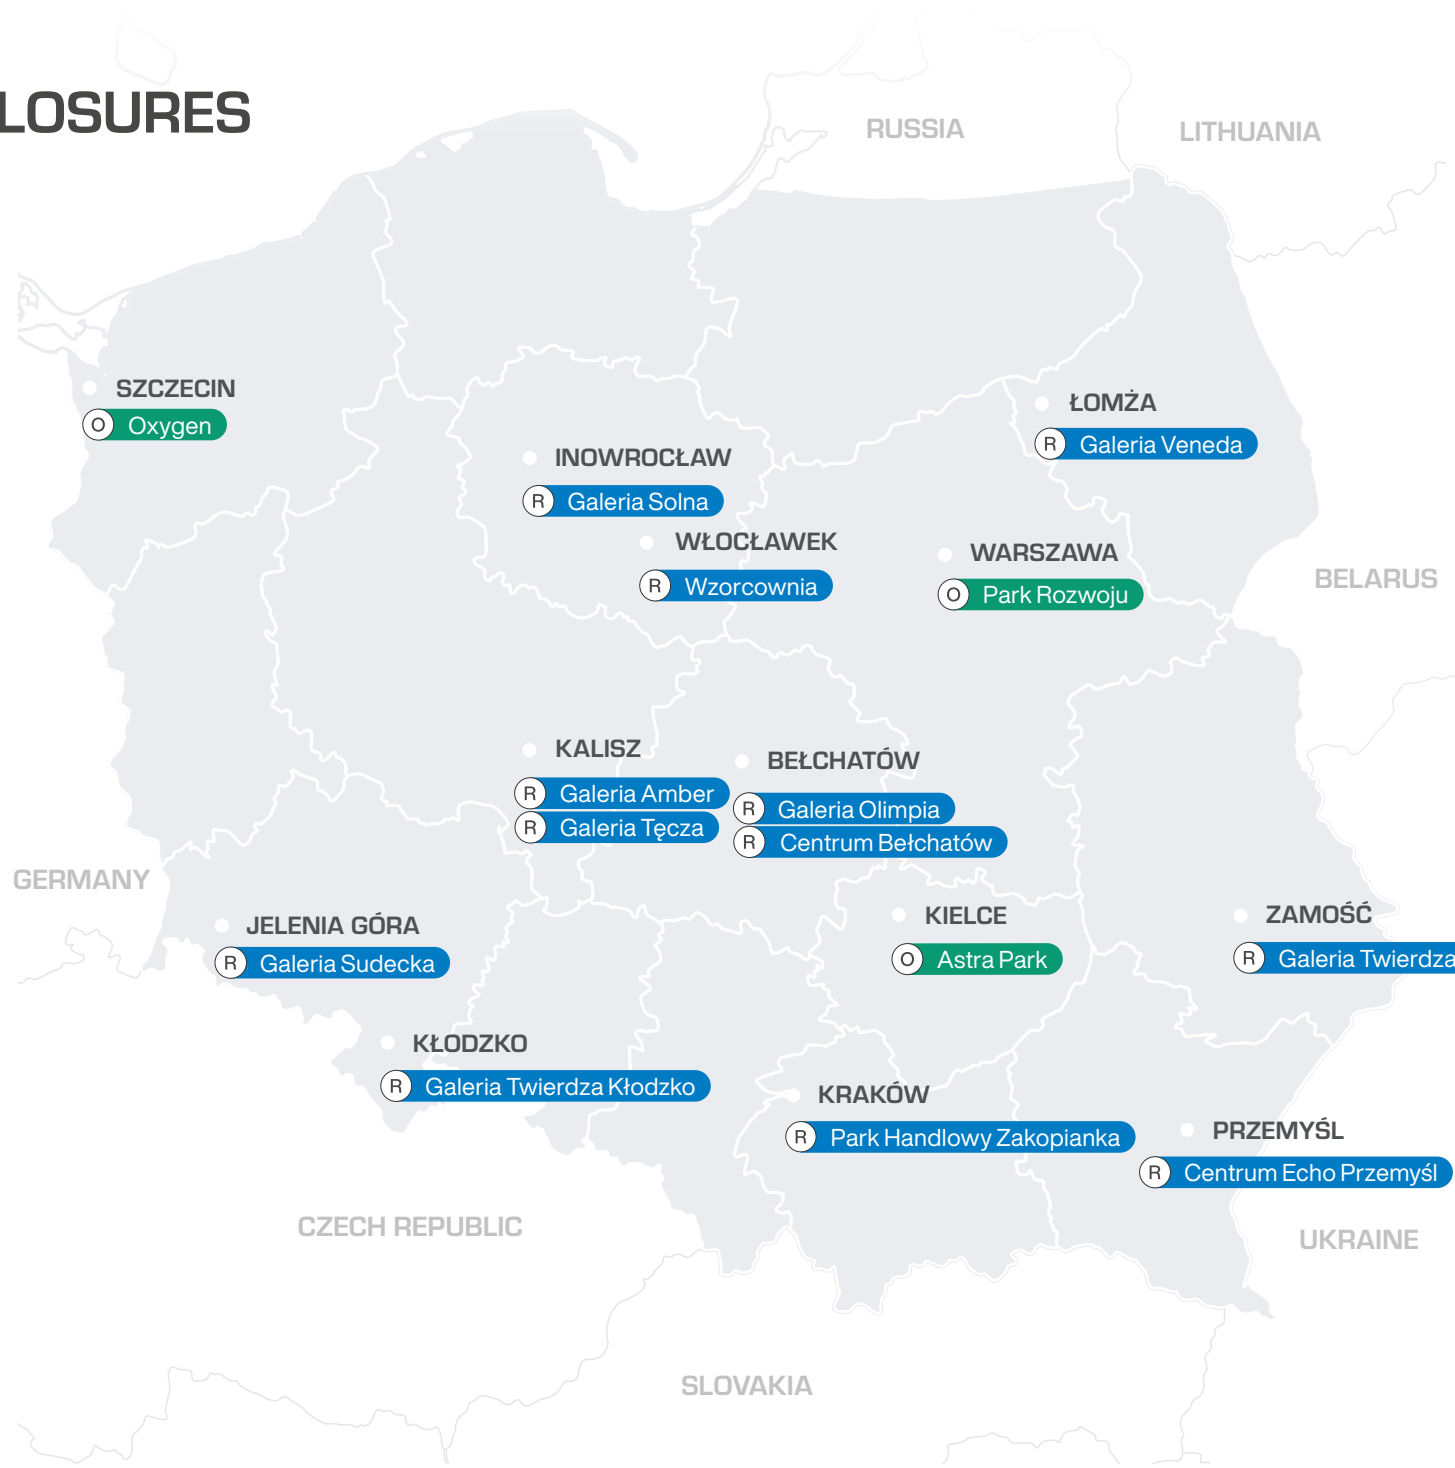 LOSURES
RUSSIA
LITHUANIA
SZCZECIN
O Oxygen
ŁOMŻA
R Galeria Veneda
INOWROCŁAW
R Galeria Solna
WŁOCŁAWEK
R Wzorcownia
WARSZAWA
O Park Rozwoju
BELARUS
KALISZ
R Galeria Amber
R Galeria Tęcza
BEŁCHATÓW
R Galeria Olimpia
R Centrum Bełchatów
GERMANY
JELENIA GÓRA
R Galeria Sudecka
KIELCE
O Astra Park
ZAMOŚĆ
R Galeria Twierdza
KŁODZKO
R Galeria Twierdza Kłodzko
KRAKÓW
R Park Handlowy Zakopianka
PRZEMYŚL
R Centrum Echo Przemyśl
CZECH REPUBLIC
UKRAINE
SLOVAKIA